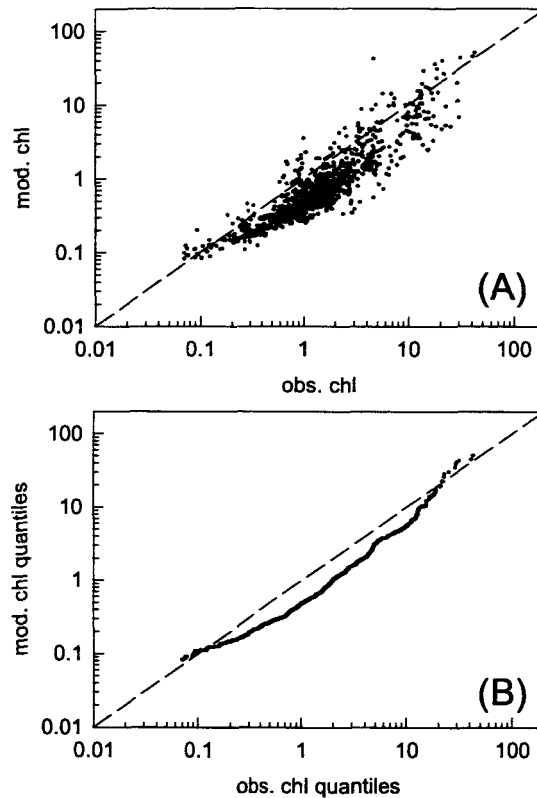 100
10
1
0.1
0.01
mod. chl
(A)
0.01 0.1 1 10 100
obs. chl
100
10
1
0.1
0.01
mod. chl quantiles
(B)
0.01 0.1 1 10 100
obs. chl quantiles